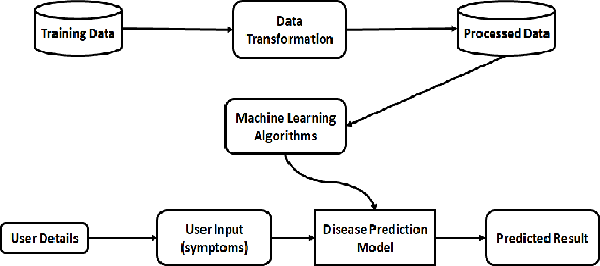 Training Data
Data
Transformation
Processed Data
Machine Learning
Algorithms
User Details
User Input
(symptoms)
Disease Prediction
Model
Predicted Result